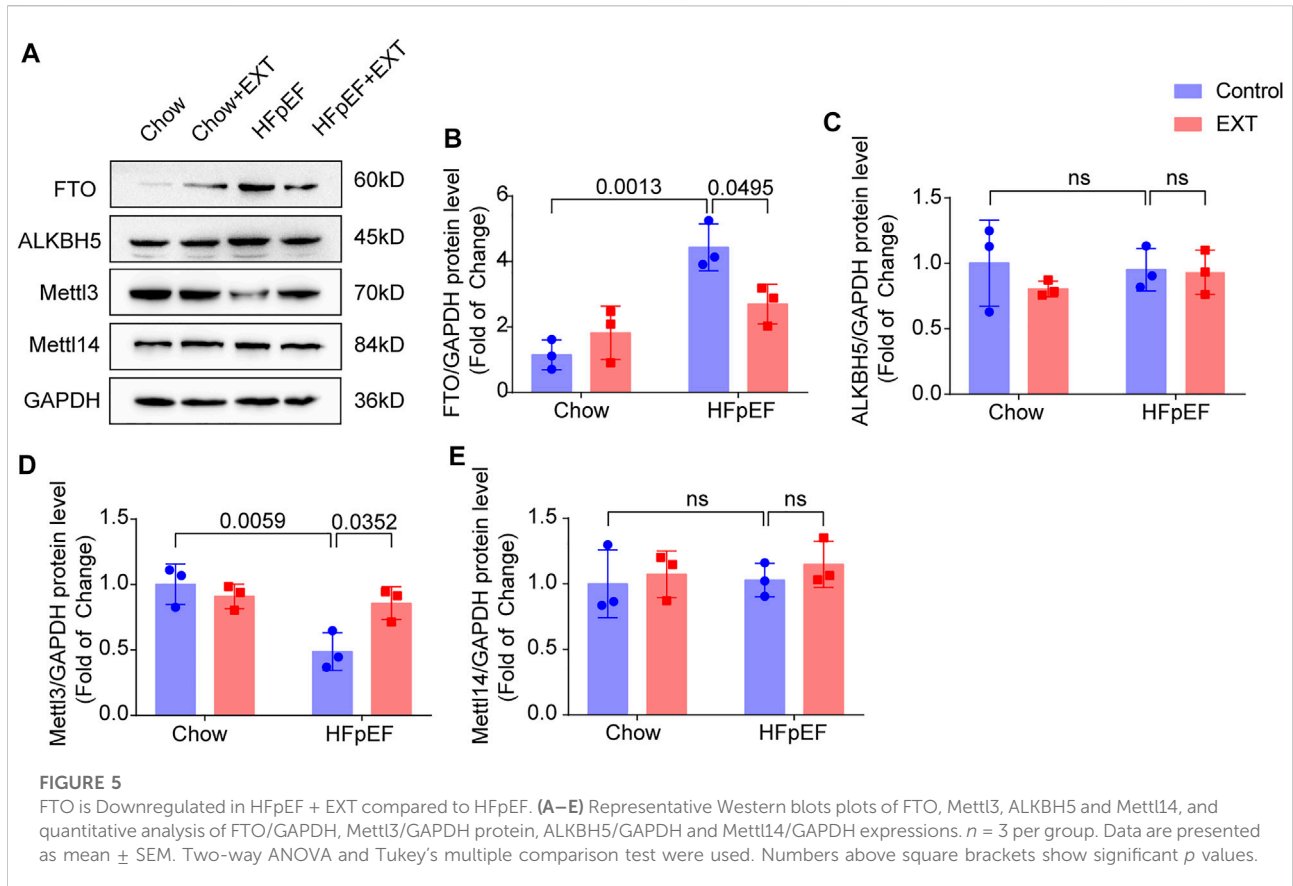 A
Chow
Chow+EXT
HFpEF
HFpEF+EXT
FTO
60kD
ALKBH5
45kD
Mettl3
70kD
Mettl14
84kD
GAPDH
36kD
Control
EXT
B
FTO/GAPDH protein level
(Fold of Change)
0.0013
0.0495
6
4
2
0
Chow
HFpEF
C
ALKBH5/GAPDH protein level
(Fold of Change)
ns
ns
1.5
1.0
0.5
0.0
Chow
HFpEF
D
Mettl3/GAPDH protein level
(Fold of Change)
0.0059
0.0352
1.5
1.0
0.5
0.0
Chow
HFpEF
E
Mettl14/GAPDH protein level
(Fold of Change)
ns
ns
1.5
1.0
0.5
0.0
Chow
HFpEF
FIGURE 5
FTO is Downregulated in HFpEF + EXT compared to HFpEF. (A–E) Representative Western blots plots of FTO, Mettl3, ALKBH5 and Mettl14, and
quantitative analysis of FTO/GAPDH, Mettl3/GAPDH protein, ALKBH5/GAPDH and Mettl14/GAPDH expressions. n = 3 per group. Data are presented
as mean ± SEM. Two-way ANOVA and Tukey's multiple comparison test were used. Numbers above square brackets show significant p values.